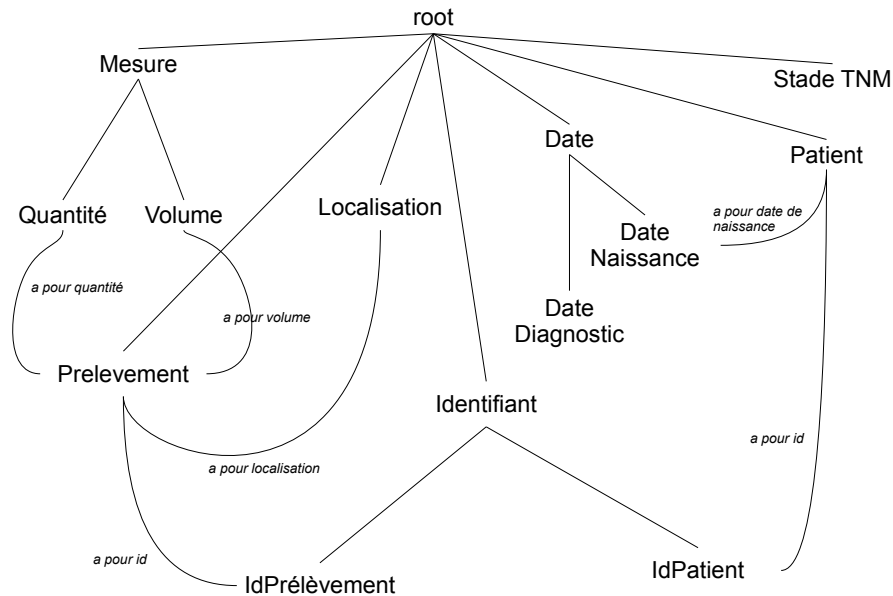 root
Mesure
Stade TNM
Date
Patient
Quantité
Volume
Localisation
a pour date de
naissance
Date
Naissance
a pour quantité
a pour volume
Date
Diagnostic
Prelevement
Identifiant
a pour id
a pour localisation
a pour id
IdPrélèvement
IdPatient